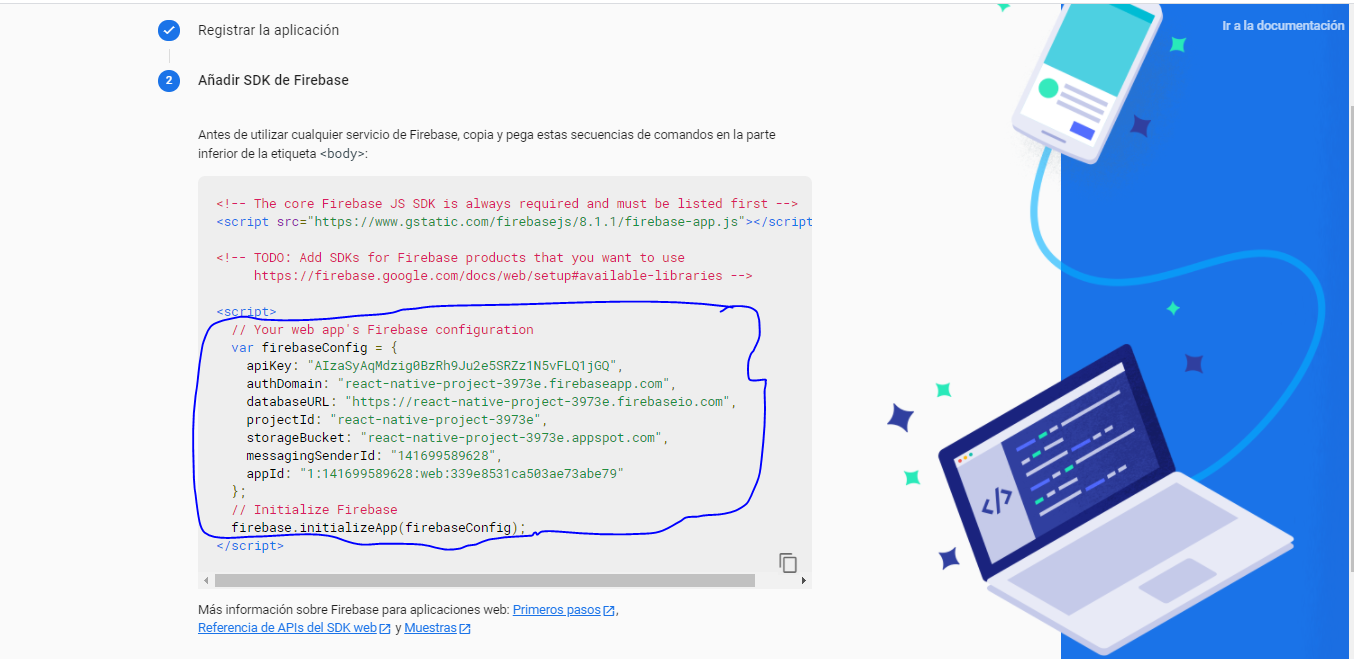 Registrar la aplicación
Ir a la documentación
2 Añadir SDK de Firebase
Antes de utilizar cualquier servicio de Firebase, copia y pega estas secuencias de comandos en la parte
inferior de la etiqueta <body>:
<!-- The core Firebase JS SDK is always required and must be listed first -->
<script src="https://www.gstatic.com/firebasejs/8.1.1/firebase-app.js"></script
<!-- TODO: Add SDKs for Firebase products that you want to use
https://firebase.google.com/docs/web/setup#available-libraries -->
<script>
// Your web app's Firebase configuration
var firebaseConfig = {
apiKey: "AIzaSyAqMdzig0BzRh9Ju2e5SRZz1N5vFLQ1jGQ",
authDomain: "react-native-project-3973e.firebaseapp.com",
databaseURL: "https://react-native-project-3973e.firebaseio.com",
projectId: "react-native-project-3973e",
storageBucket: "react-native-project-3973e.appspot.com",
messagingSenderId: "141699589628",
appId: "1:141699589628:web:339e8531ca503ae73abe79"
};
// Initialize Firebase
firebase.initializeApp(firebaseConfig);
</script>
Más información sobre Firebase para aplicaciones web: Primeros pasos,
Referencia de APIs del SDK web y Muestras